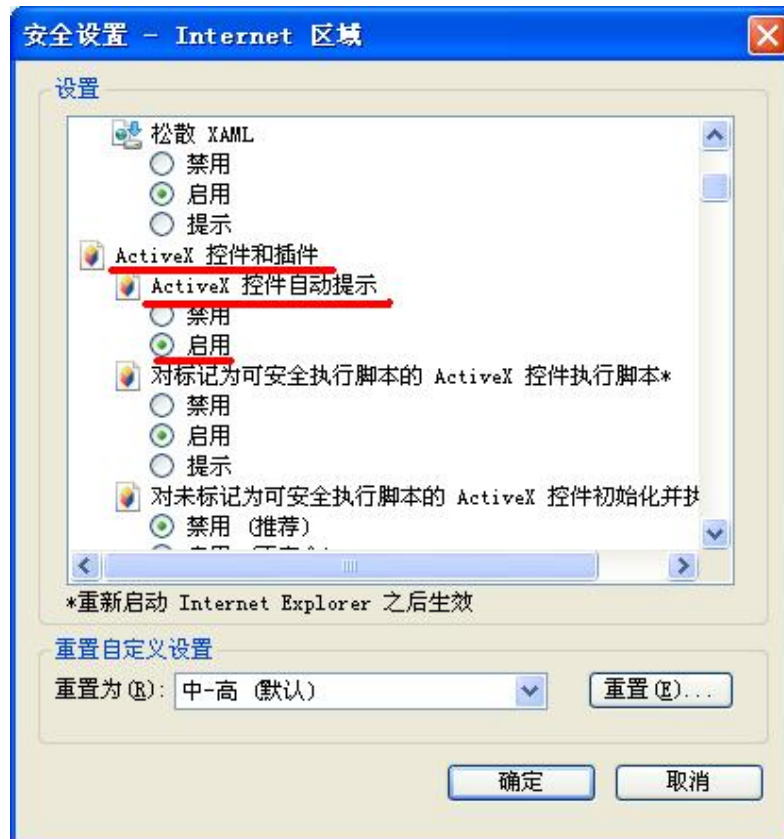 安全设置 - Internet 区域
设置
松散 XAML
禁用
启用
提示
ActiveX 控件和插件
ActiveX 控件自动提示
禁用
启用
对标记为可安全执行脚本的 ActiveX 控件执行脚本*
禁用
启用
提示
对未标记为可安全执行脚本的 ActiveX 控件初始化并执
禁用 (推荐)
*重新启动 Internet Explorer 之后生效
重置自定义设置
重置为(R): 中-高 (默认) 重置(E)...
确定 取消